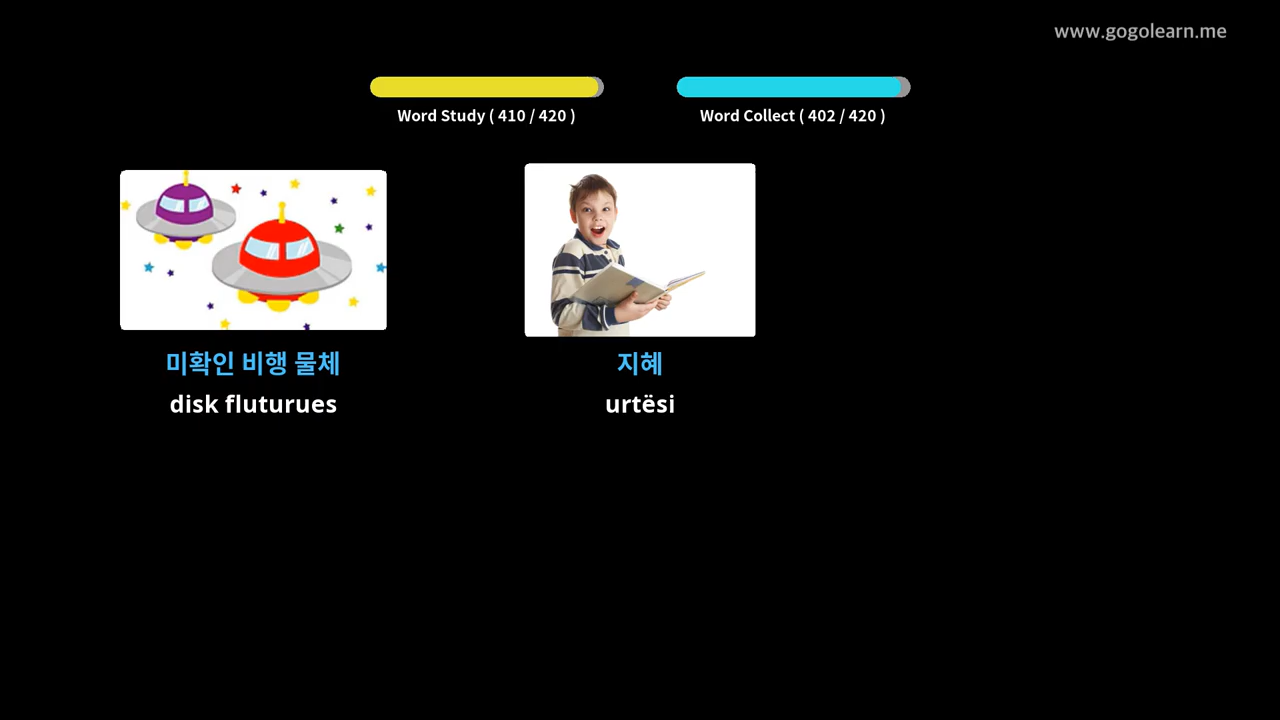 www.gogolearn.me
Word Study ( 410 / 420 )
Word Collect ( 402 / 420 )
미확인 비행 물체
disk fluturues
지혜
urtësi